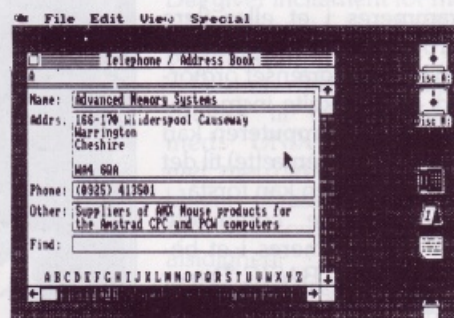 File Edit View Special
Telephone / Address Book
A
Name: Advanced Memory Systems
Addrs. 166-170 Wilderspool Causeway
Warrington
Cheshire
WA4 6QA
Phone: (0925) 413501
Other: Suppliers of AMX Mouse products for
the Amstrad CPC and PCW computers
Find:
A B C D E F G H I J K L M N O P Q R S T U V W X Y Z
Disc A:
Disc B: